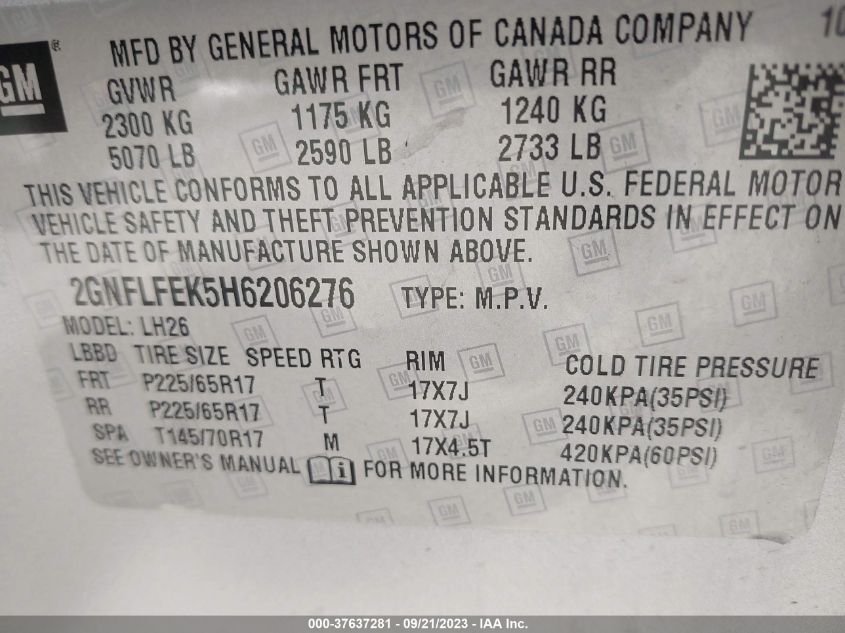 GM ®
MFD BY GENERAL MOTORS OF CANADA COMPANY 10
GVWR GAWR FRT GAWR RR
2300 KG 1175 KG 1240 KG
5070 LB 2590 LB 2733 LB
THIS VEHICLE CONFORMS TO ALL APPLICABLE U.S. FEDERAL MOTOR
VEHICLE SAFETY AND THEFT PREVENTION STANDARDS IN EFFECT ON
THE DATE OF MANUFACTURE SHOWN ABOVE.
2GNFLFEK5H6206276 TYPE: M.P.V.
MODEL: LH26
LBBD TIRE SIZE SPEED RTG RIM COLD TIRE PRESSURE
FRT P225/65R17 T 17X7J 240KPA(35PSI)
RR P225/65R17 T 17X7J 240KPA(35PSI)
SPA T145/70R17 M 17X4.5T 420KPA(60PSI)
SEE OWNER'S MANUAL i FOR MORE INFORMATION.
000-37637281 - 09/21/2023 - IAA Inc.